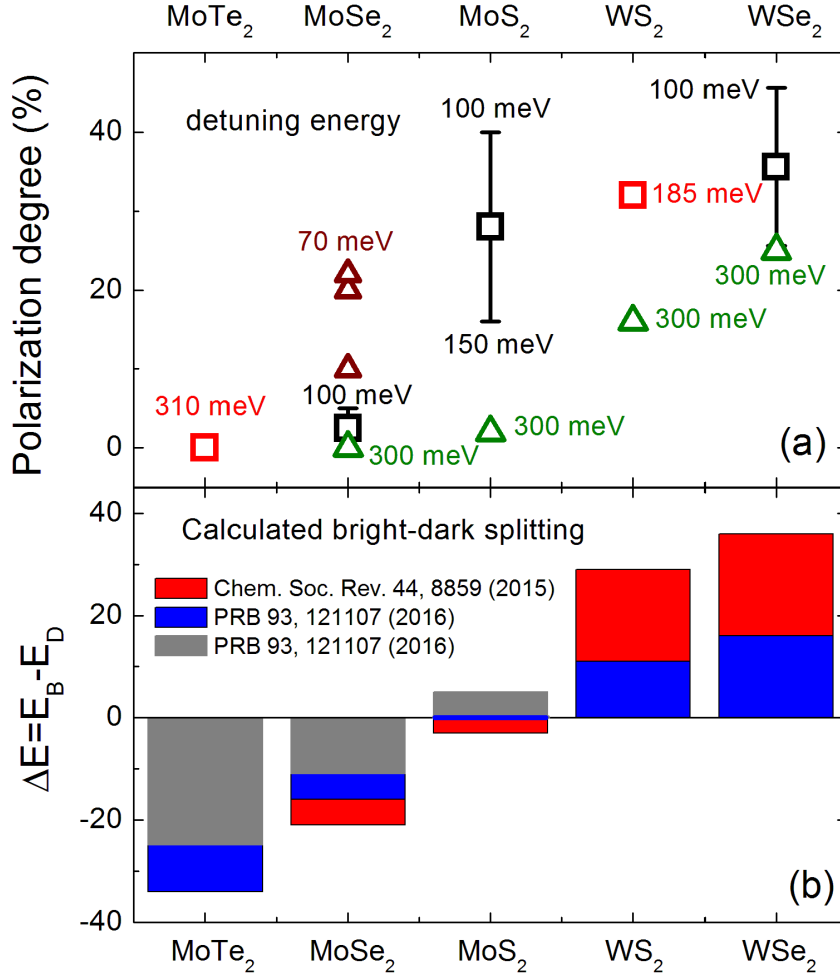 MoTe₂ MoSe₂ MoS₂ WS₂ WSe₂
Polarization degree (%)
40
20
0
detuning energy
100 meV
100 meV
70 meV
185 meV
300 meV
150 meV
300 meV
310 meV
100 meV
300 meV
300 meV
(a)
ΔE=E_B-E_D
40
20
0
-20
-40
Calculated bright-dark splitting
Chem. Soc. Rev. 44, 8859 (2015)
PRB 93, 121107 (2016)
PRB 93, 121107 (2016)
(b)
MoTe₂ MoSe₂ MoS₂ WS₂ WSe₂